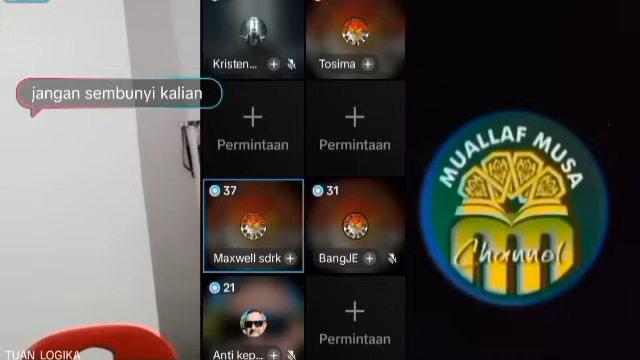 jangan sembunyi kalian
Kristen...
Tosima
Permintaan
Permintaan
37
Maxwell sdrk
31
BangJE
21
Anti kep...
Permintaan
MUALLAF MUSA
Channel
TUAN LOGIKA